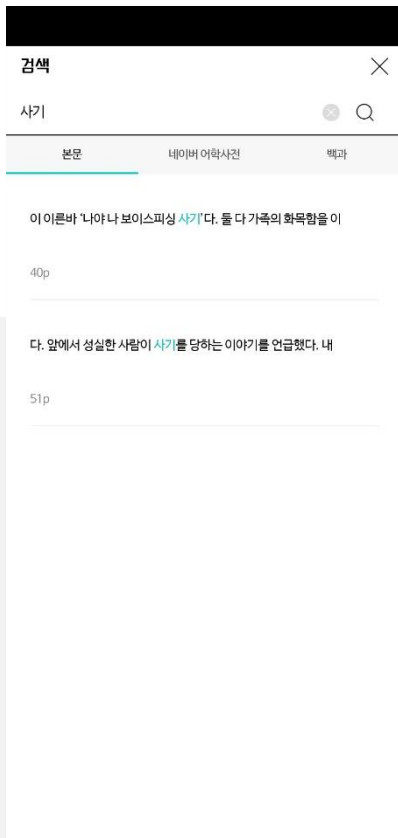 검색
사기
본문 네이버 어학사전 백과
이 이른바 ‘나야 나 보이스피싱 사기’다. 둘 다 가족의 화목함을 이
40p
다. 앞에서 성실한 사람이 사기를 당하는 이야기를 언급했다. 내
51p